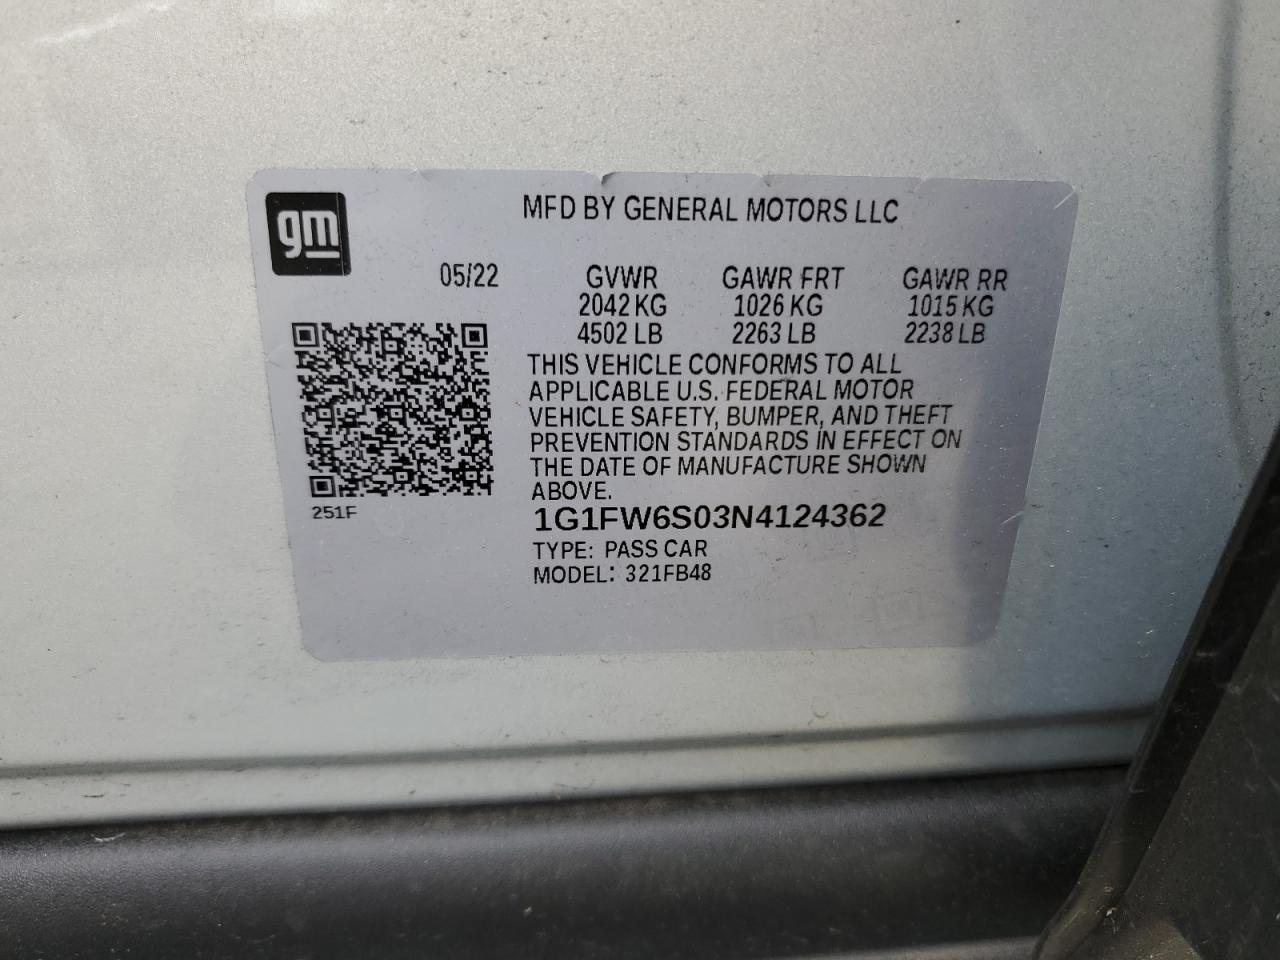 gm
MFD BY GENERAL MOTORS LLC
05/22 GVWR GAWR FRT GAWR RR
2042 KG 1026 KG 1015 KG
4502 LB 2263 LB 2238 LB
THIS VEHICLE CONFORMS TO ALL
APPLICABLE U.S. FEDERAL MOTOR
VEHICLE SAFETY, BUMPER, AND THEFT
PREVENTION STANDARDS IN EFFECT ON
THE DATE OF MANUFACTURE SHOWN
ABOVE.
251F
1G1FW6S03N4124362
TYPE: PASS CAR
MODEL: 321FB48